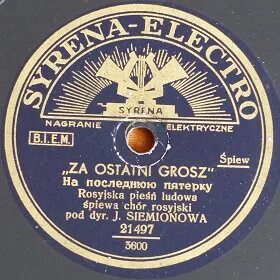 SYRENA-ELECTRO
SYRENA
NAGRANIE ELEKTRYCZNE
B.I.E.M.
Śpiew
„ZA OSTATNI GROSZ"
На последнюю пятерку
Rosyjska pieśń ludowa
śpiewa chór rosyjski
pod dyr. J. SIEMIONOWA
21497
3600